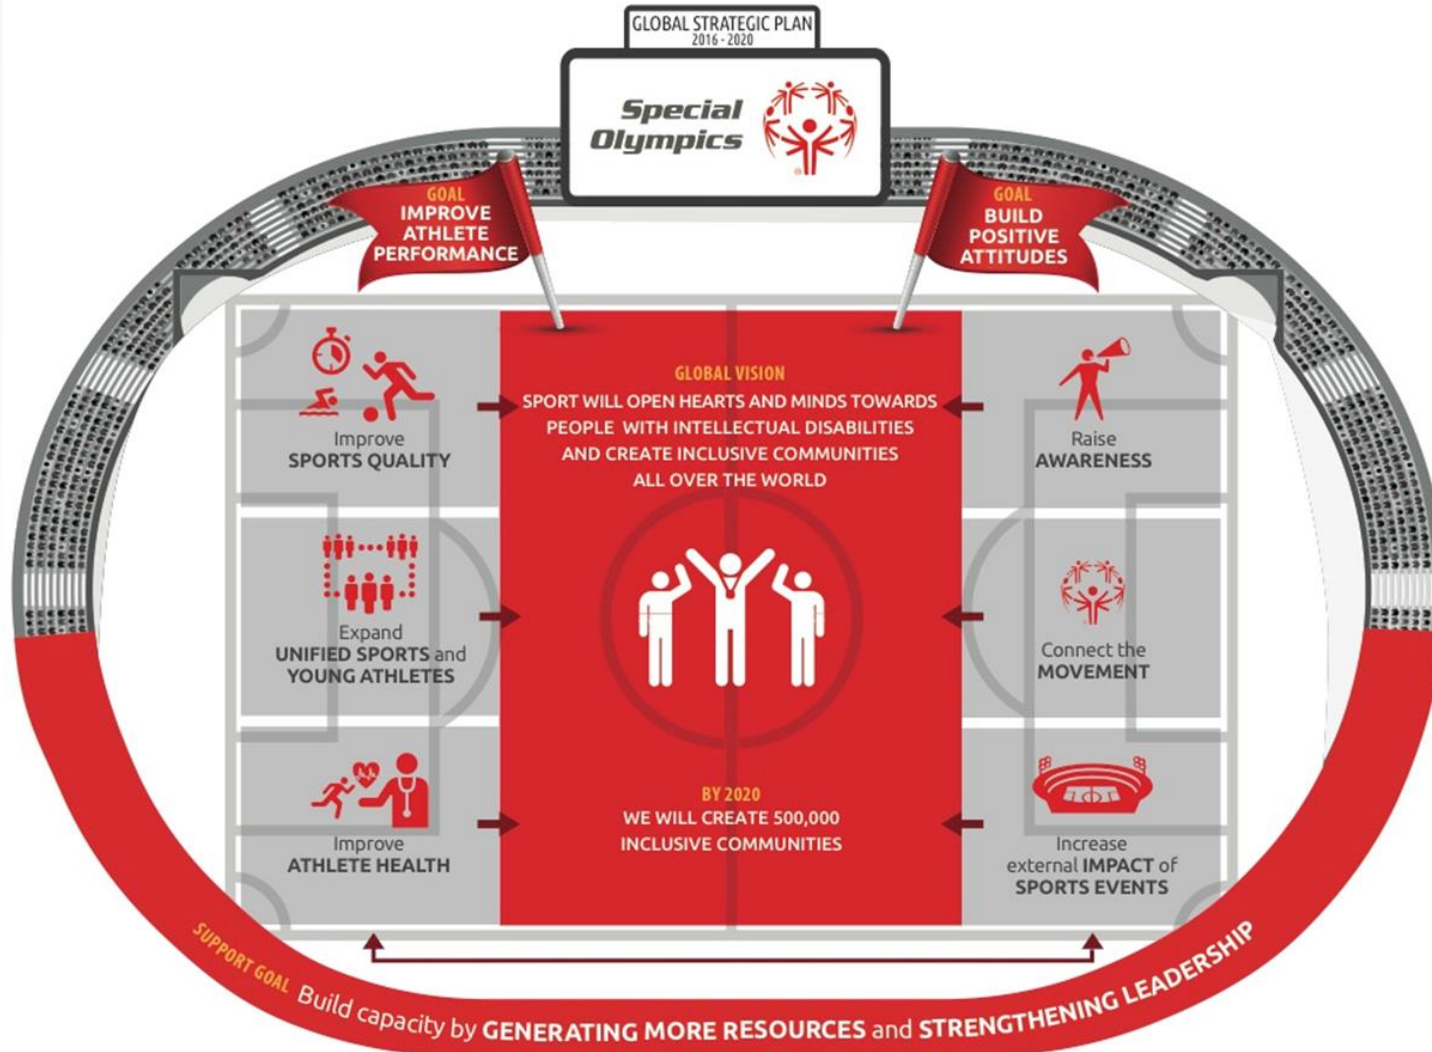 GLOBAL STRATEGIC PLAN
2016 - 2020
Special
Olympics
GOAL
IMPROVE
ATHLETE
PERFORMANCE
GOAL
BUILD
POSITIVE
ATTITUDES
Improve
SPORTS QUALITY
Expand
UNIFIED SPORTS and
YOUNG ATHLETES
Improve
ATHLETE HEALTH
GLOBAL VISION
SPORT WILL OPEN HEARTS AND MINDS TOWARDS
PEOPLE WITH INTELLECTUAL DISABILITIES
AND CREATE INCLUSIVE COMMUNITIES
ALL OVER THE WORLD
BY 2020
WE WILL CREATE 500,000
INCLUSIVE COMMUNITIES
Raise
AWARENESS
Connect the
MOVEMENT
Increase
external IMPACT of
SPORTS EVENTS
SUPPORT GOAL Build capacity by GENERATING MORE RESOURCES and STRENGTHENING LEADERSHIP